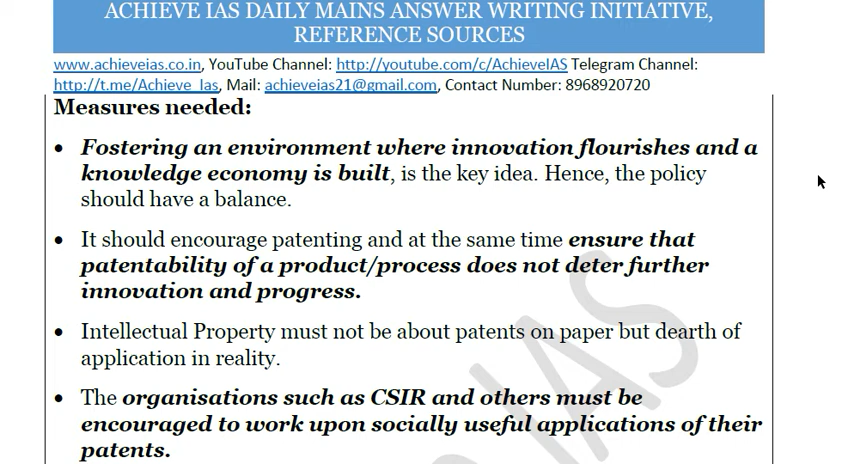 ACHIEVE IAS DAILY MAINS ANSWER WRITING INITIATIVE,
REFERENCE SOURCES
www.achieveias.co.in, YouTube Channel: http://youtube.com/c/AchieveIAS Telegram Channel:
http://t.me/Achieve_Ias, Mail: achieveias21@gmail.com, Contact Number: 8968920720
Measures needed:
• Fostering an environment where innovation flourishes and a
knowledge economy is built, is the key idea. Hence, the policy
should have a balance.
• It should encourage patenting and at the same time ensure that
patentability of a product/process does not deter further
innovation and progress.
• Intellectual Property must not be about patents on paper but dearth of
application in reality.
• The organisations such as CSIR and others must be
encouraged to work upon socially useful applications of their
patents.
IAS